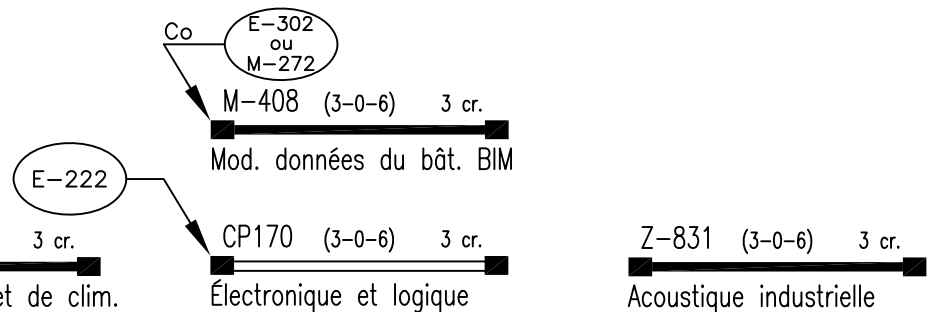 Co
E-302
ou
M-272
M-408 (3-0-6) 3 cr.
Mod. données du bât. BIM
E-222
3 cr.
et de clim.
CP170 (3-0-6) 3 cr.
Électronique et logique
Z-831 (3-0-6) 3 cr.
Acoustique industrielle